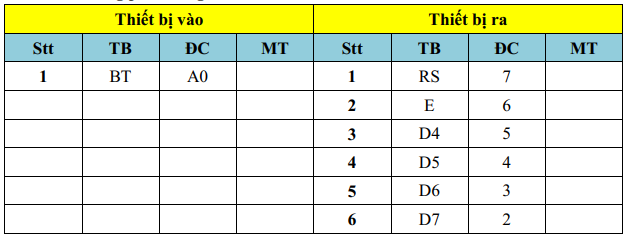 Thiết bị vào Thiết bị ra
Stt TB ĐC MT Stt TB ĐC MT
1 BT A0 1 RS 7
2 E 6
3 D4 5
4 D5 4
5 D6 3
6 D7 2